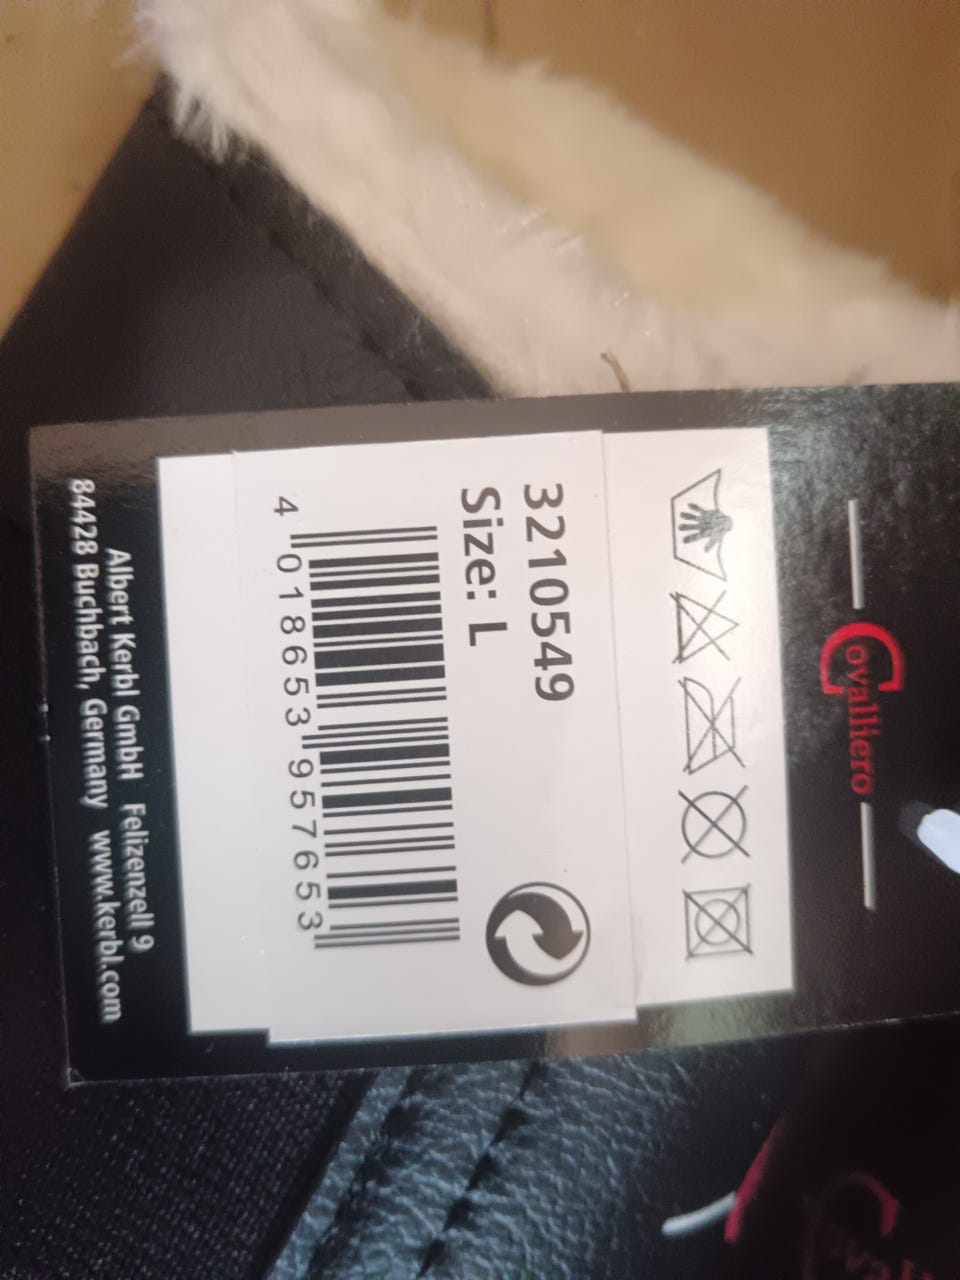 Covalliero
3210549
Size: L
4 018653 957653
Albert Kerbl GmbH Felizenzell 9
84428 Buchbach, Germany www.kerbl.com